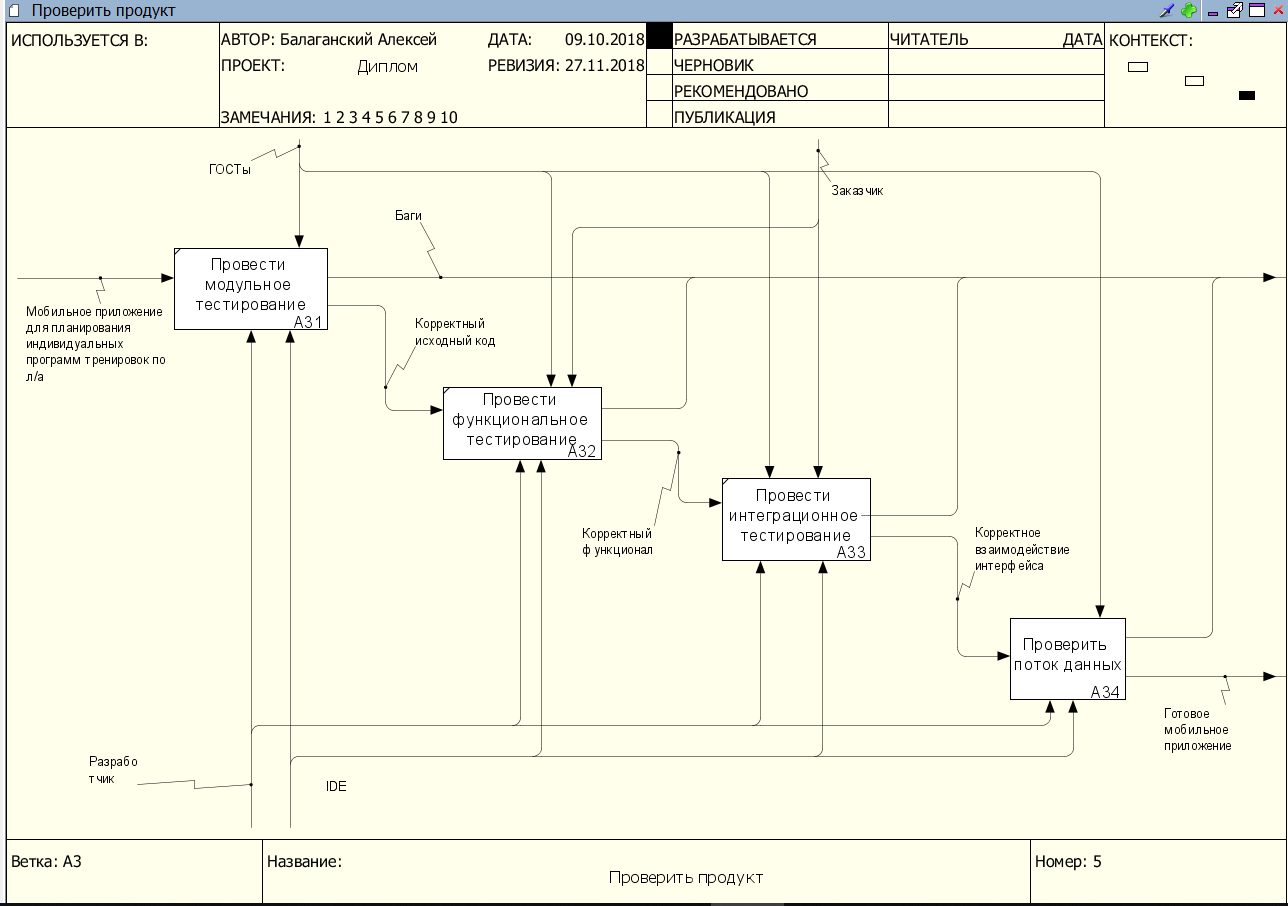 Проверить продукт
ИСПОЛЬЗУЕТСЯ В:
АВТОР: Балаганский Алексей
ДАТА: 09.10.2018
ПРОЕКТ: Диплом
РЕВИЗИЯ: 27.11.2018
ЗАМЕЧАНИЯ: 1 2 3 4 5 6 7 8 9 10
РАЗРАБАТЫВАЕТСЯ
ЧЕРНОВИК
РЕКОМЕНДОВАНО
ПУБЛИКАЦИЯ
ЧИТАТЕЛЬ ДАТА
КОНТЕКСТ:
ГОСТы
Заказчик
Баги
Провести
модульное
тестирование
A31
Мобильное приложение
для планирования
индивидуальных
программ тренировок по
л/а
Корректный
исходный код
Провести
функциональное
тестирование
A32
Провести
интеграционное
тестирование
A33
Корректный
функционал
Корректное
взаимодействие
интерфейса
Проверить
поток данных
A34
Готовое
мобильное
приложение
Разрабо
тчик
IDE
Ветка: A3
Название:
Проверить продукт
Номер: 5